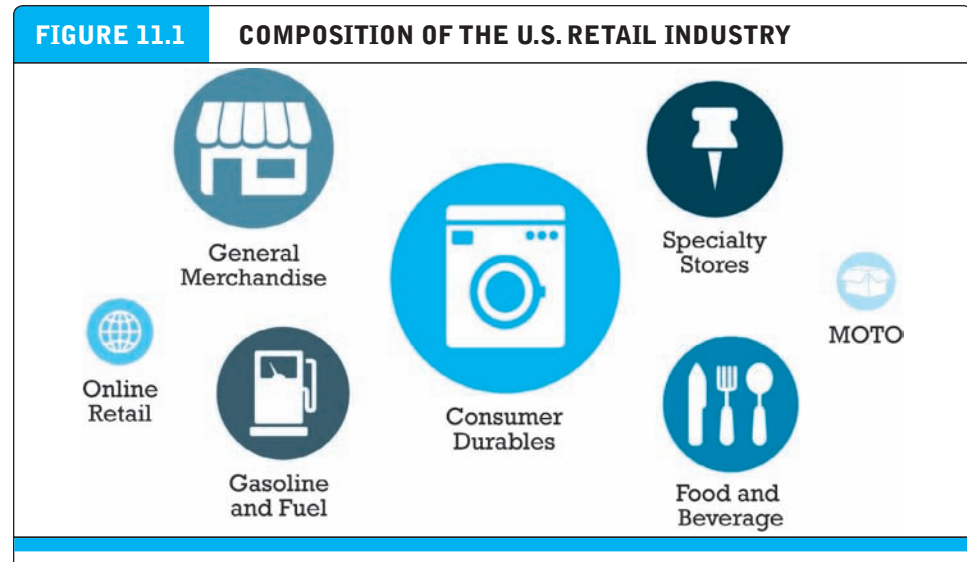 FIGURE 11.1
COMPOSITION OF THE U.S. RETAIL INDUSTRY
General
Merchandise
Specialty
Stores
MOTO
Online
Retail
Consumer
Durables
Gasoline
and Fuel
Food and
Beverage